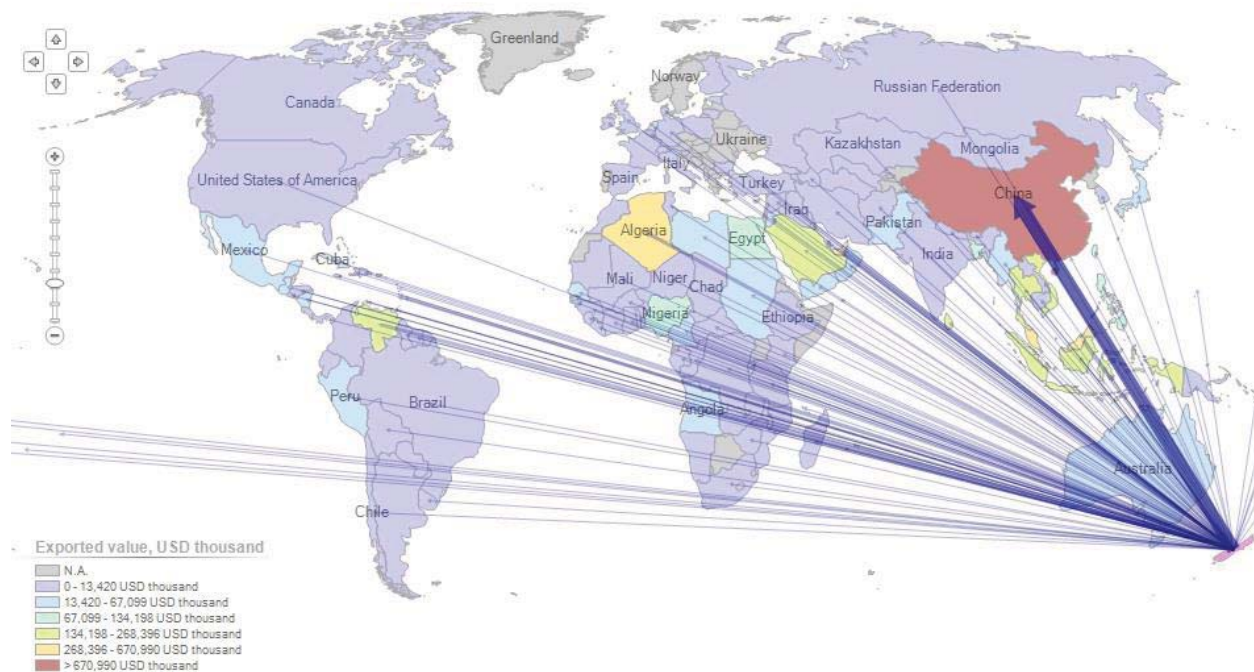 Greenland
Norway
Canada
Russian Federation
Ukraine
Kazakhstan
Mongolia
Italy
Spain
Turkey
United States of America
China
Iran
Pakistan
Algeria
Egypt
Mexico
Cuba
India
Mali
Niger
Chad
Nigeria
Ethiopia
Peru
Brazil
Angola
Australia
Chile
Exported value, USD thousand
N.A.
0 - 13,420 USD thousand
13,420 - 67,099 USD thousand
67,099 - 134,198 USD thousand
134,198 - 268,396 USD thousand
268,396 - 670,990 USD thousand
> 670,990 USD thousand